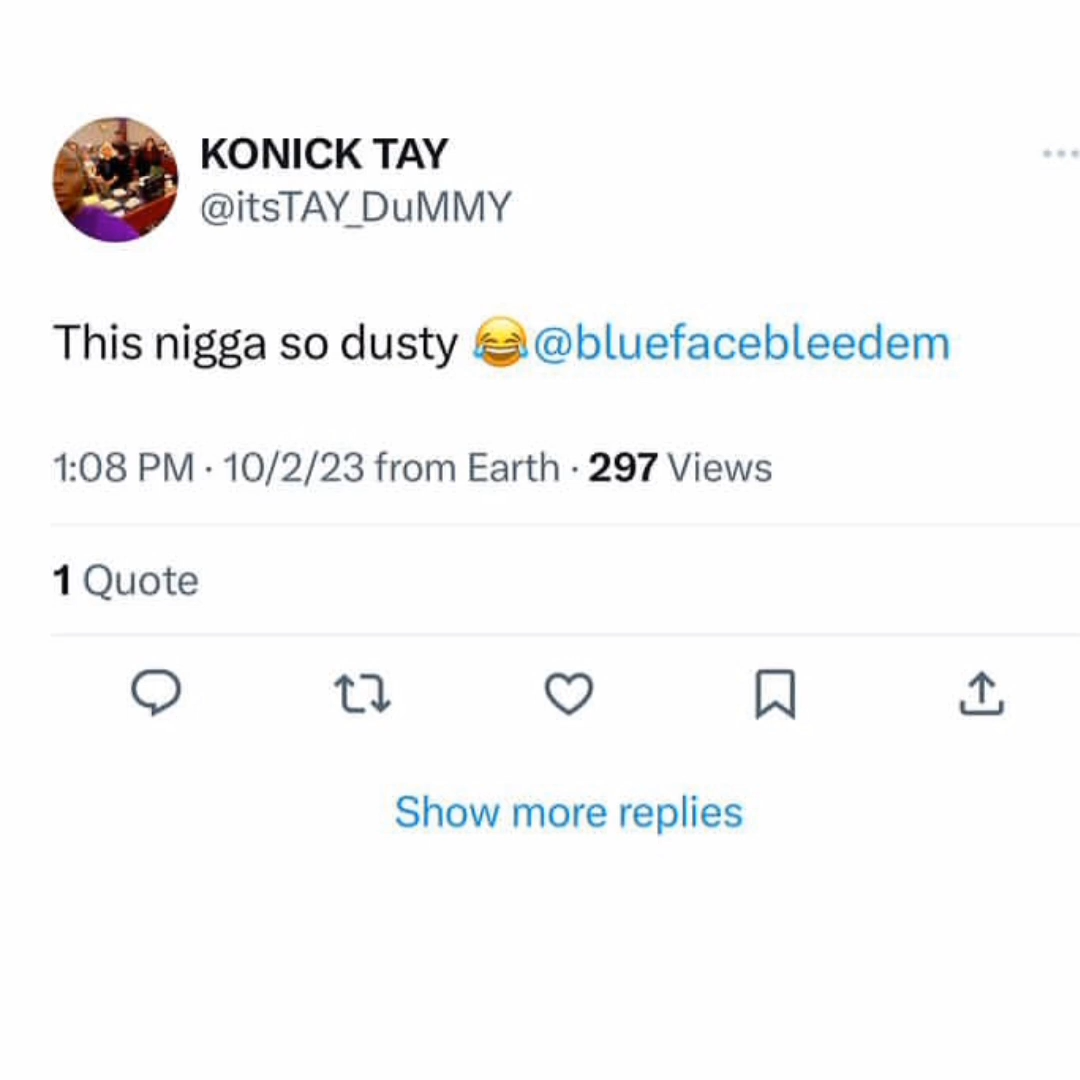 KONICK TAY
@itsTAY_DuMMY
This nigga so dusty 😂@bluefacebleedem
1:08 PM · 10/2/23 from Earth · 297 Views
1 Quote
Show more replies